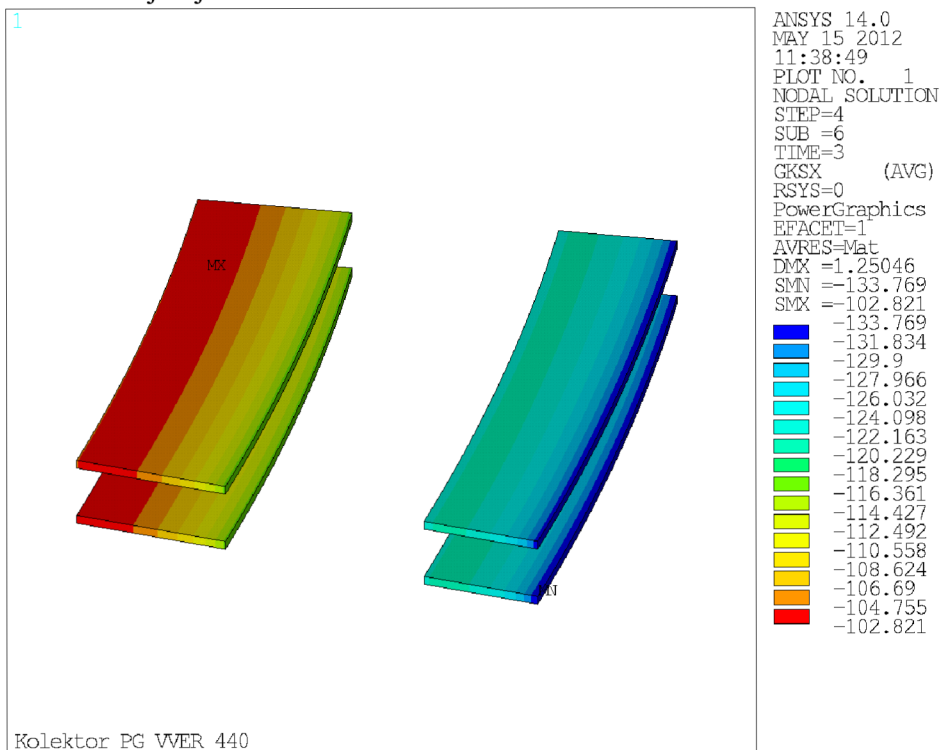 1
ANSYS 14.0
MAY 15 2012
11:38:49
PLOT NO. 1
NODAL SOLUTION
STEP=4
SUB =6
TIME=3
GKSX (AVG)
RSYS=0
PowerGraphics
EFACET=1
AVRES=Mat
DMX =1.25046
SMN =-133.769
SMX =-102.821
-133.769
-131.834
-129.9
-127.966
-126.032
-124.098
-122.163
-120.229
-118.295
-116.361
-114.427
-112.492
-110.558
-108.624
-106.69
-104.755
-102.821
MX
Kolektor PG VVER 440